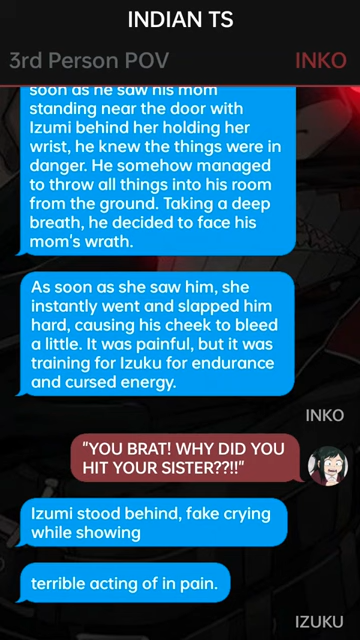 INDIAN TS
3rd Person POV
INKO
soon as he saw his mom
standing near the door with
Izumi behind her holding her
wrist, he knew the things were in
danger. He somehow managed
to throw all things into his room
from the ground. Taking a deep
breath, he decided to face his
mom's wrath.
As soon as she saw him, she
instantly went and slapped him
hard, causing his cheek to bleed
a little. It was painful, but it was
training for Izuku for endurance
and cursed energy.
INKO
"YOU BRAT! WHY DID YOU
HIT YOUR SISTER??!!"
Izumi stood behind, fake crying
while showing
terrible acting of in pain.
IZUKU